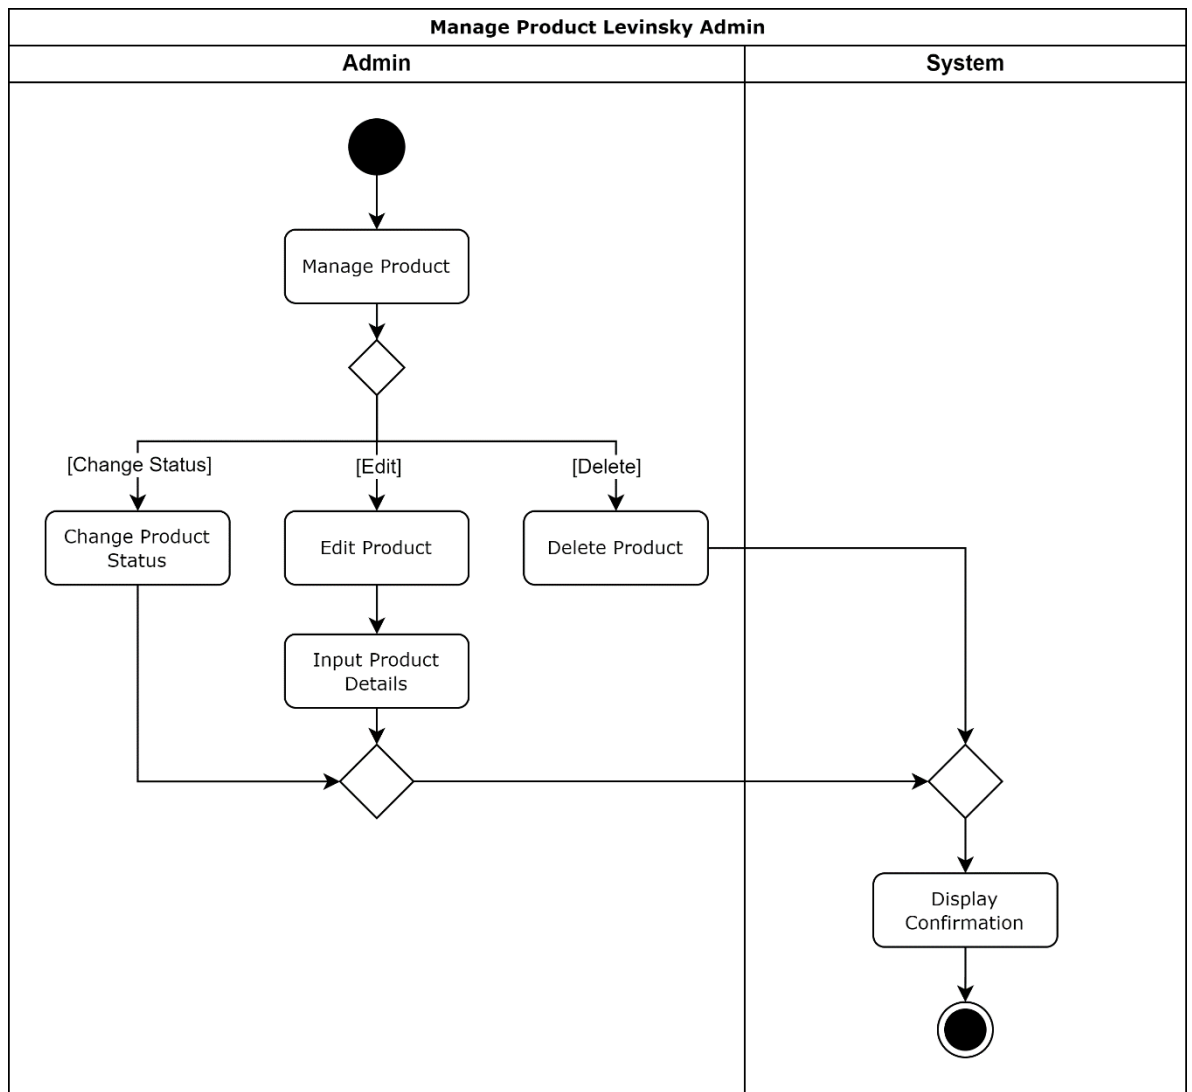 Manage Product Levinsky Admin
Admin
System
Manage Product
[Change Status]
[Edit]
[Delete]
Change Product
Status
Edit Product
Delete Product
Input Product
Details
Display
Confirmation